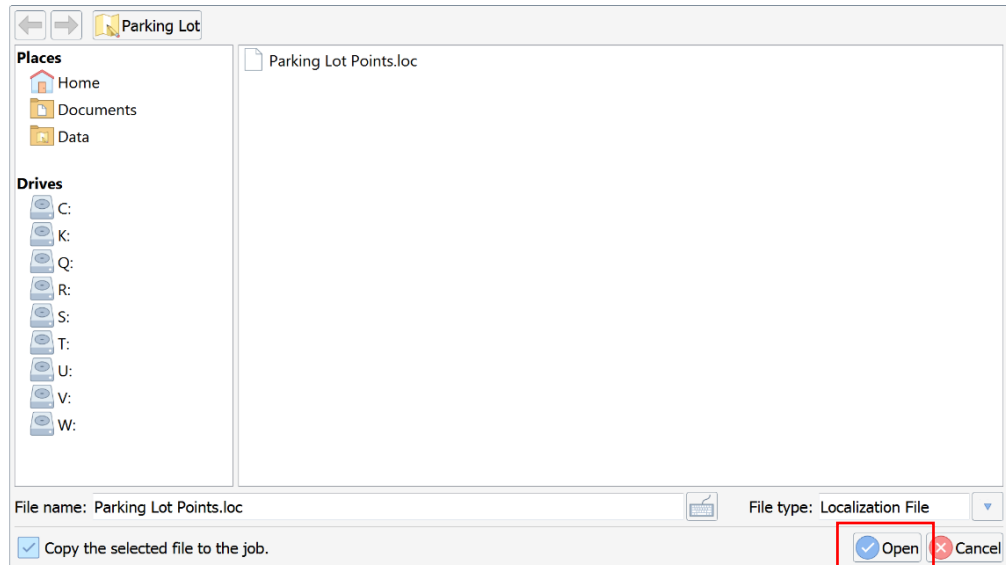 Parking Lot
Places
Home
Documents
Data
Drives
C:
K:
Q:
R:
S:
T:
U:
V:
W:
Parking Lot Points.loc
File name: Parking Lot Points.loc
File type: Localization File
Copy the selected file to the job.
Open
Cancel